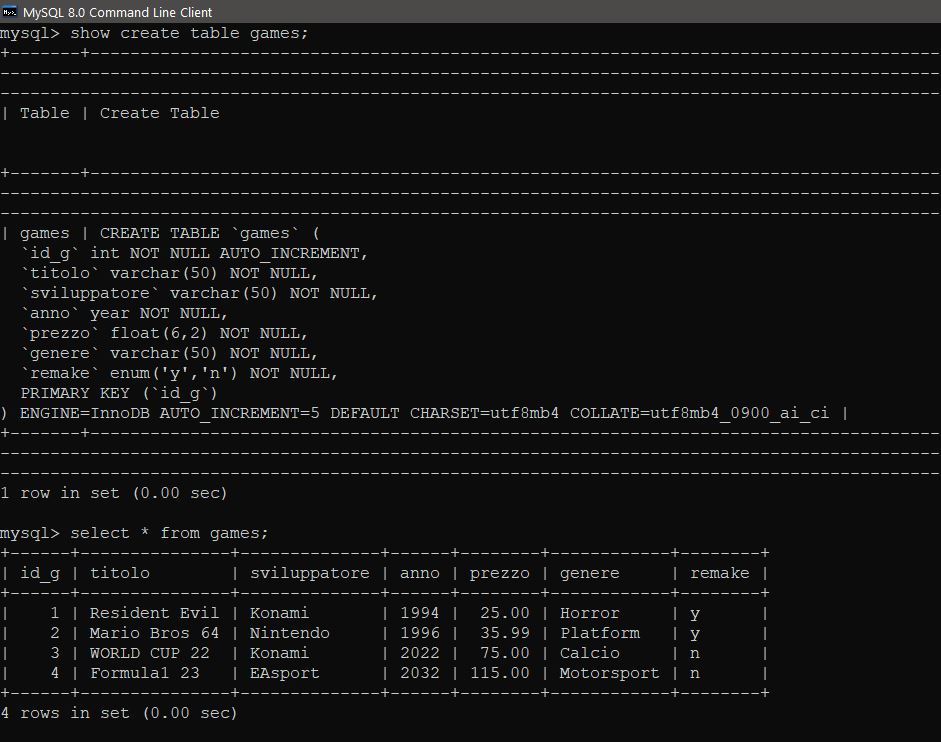 MySQL 8.0 Command Line Client
mysql> show create table games;
+-------+-------------------------------------------------------------------------------------
----------------------------------------------------------------------------------------------
----------------------------------------------------------------------------------------------
| Table | Create Table
+-------+-------------------------------------------------------------------------------------
----------------------------------------------------------------------------------------------
----------------------------------------------------------------------------------------------
| games | CREATE TABLE `games` (
  `id_g` int NOT NULL AUTO_INCREMENT,
  `titolo` varchar(50) NOT NULL,
  `sviluppatore` varchar(50) NOT NULL,
  `anno` year NOT NULL,
  `prezzo` float(6,2) NOT NULL,
  `genere` varchar(50) NOT NULL,
  `remake` enum('y','n') NOT NULL,
  PRIMARY KEY (`id_g`)
) ENGINE=InnoDB AUTO_INCREMENT=5 DEFAULT CHARSET=utf8mb4 COLLATE=utf8mb4_0900_ai_ci |
+-------+-------------------------------------------------------------------------------------
----------------------------------------------------------------------------------------------
----------------------------------------------------------------------------------------------
1 row in set (0.00 sec)
mysql> select * from games;
+------+---------------+--------------+------+--------+------------+--------+
| id_g | titolo        | sviluppatore | anno | prezzo | genere     | remake |
+------+---------------+--------------+------+--------+------------+--------+
|    1 | Resident Evil | Konami       | 1994 |  25.00 | Horror     | y      |
|    2 | Mario Bros 64 | Nintendo     | 1996 |  35.99 | Platform   | y      |
|    3 | WORLD CUP 22  | Konami       | 2022 |  75.00 | Calcio     | n      |
|    4 | Formula1 23   | EAsport      | 2032 | 115.00 | Motorsport | n      |
+------+---------------+--------------+------+--------+------------+--------+
4 rows in set (0.00 sec)